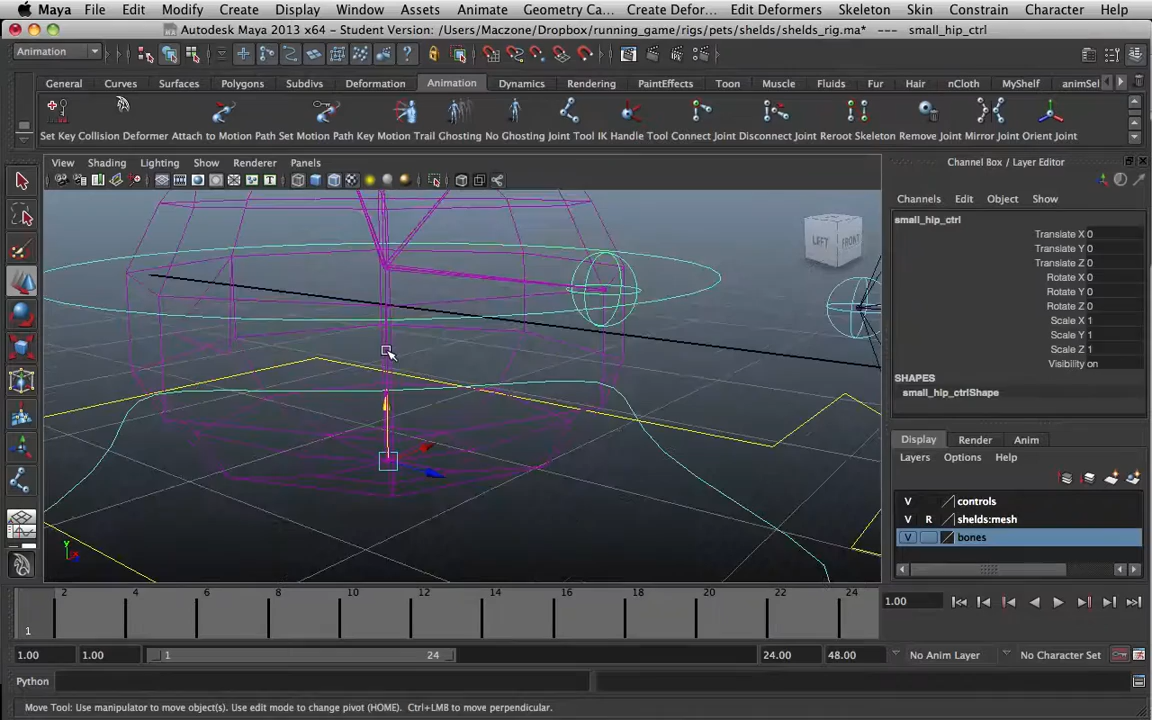 Maya File Edit Modify Create Display Window Assets Animate Geometry Ca... Create Defor... Edit Deformers Skeleton Skin Constrain Character Help
Autodesk Maya 2013 x64 - Student Version: /Users/Maczone/Dropbox/running_game/rigs/pets/shelds/shelds_rig.ma* --- small_hip_ctrl
Animation
General Curves Surfaces Polygons Subdivs Deformation Animation Dynamics Rendering PaintEffects Toon Muscle Fluids Fur Hair nCloth MyShelf animSel
Set Key Collision Deformer Attach to Motion Path Set Motion Path Key Motion Trail Ghosting No Ghosting Joint Tool IK Handle Tool Connect Joint Disconnect Joint Reroot Skeleton Remove Joint Mirror Joint Orient Joint
View Shading Lighting Show Renderer Panels
Channel Box / Layer Editor
Channels Edit Object Show
small_hip_ctrl
Translate X 0
Translate Y 0
Translate Z 0
Rotate X 0
Rotate Y 0
Rotate Z 0
Scale X 1
Scale Y 1
Scale Z 1
Visibility on
SHAPES
small_hip_ctrlShape
LEFT FRONT
Display Render Anim
Layers Options Help
V controls
V R shelds:mesh
V bones
y x
2 4 6 8 10 12 14 16 18 20 22 24
1
1.00
1.00 1.00 1 24 24.00 48.00 No Anim Layer No Character Set
Python
Move Tool: Use manipulator to move object(s). Use edit mode to change pivot (HOME). Ctrl+LMB to move perpendicular.